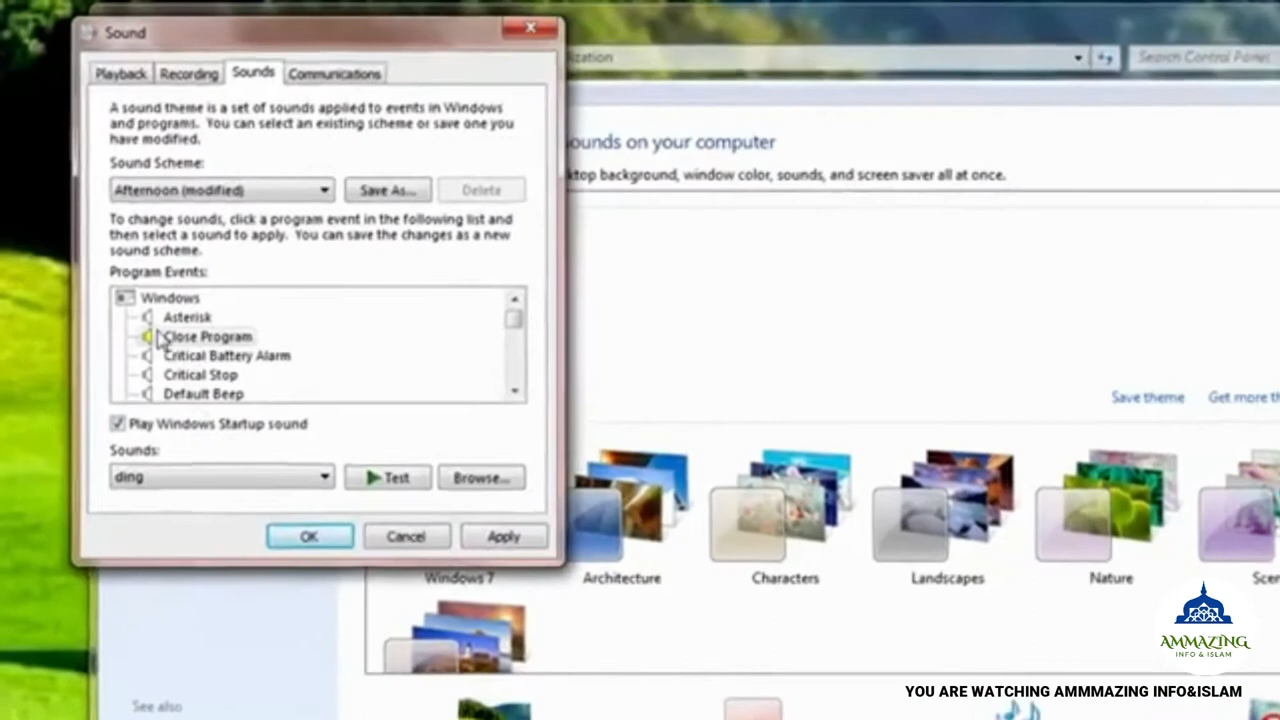 Sound
Playback
Recording
Sounds
Communications
A sound theme is a set of sounds applied to events in Windows
and programs. You can select an existing scheme or save one you
have modified.
Sound Scheme:
Afternoon (modified)
Save As...
Delete
To change sounds, click a program event in the following list and
then select a sound to apply. You can save the changes as a new
sound scheme.
Program Events:
Windows
Asterisk
Close Program
Critical Battery Alarm
Critical Stop
Default Beep
Play Windows Startup sound
Sounds:
ding
Test
Browse...
OK
Cancel
Apply
ization
Search Control Panel
ounds on your computer
ktop background, window color, sounds, and screen saver all at once.
Save theme
Get more th
Windows 7
Architecture
Characters
Landscapes
Nature
Scen
See also
AMMAZING
INFO & ISLAM
YOU ARE WATCHING AMMMAZING INFO&ISLAM